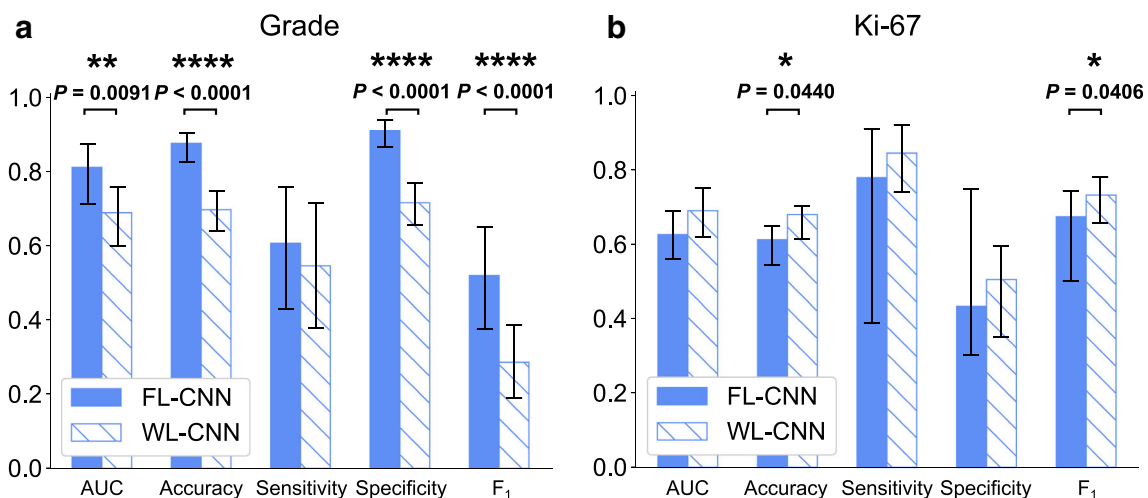 a Grade
** **** **** ****
P = 0.0091 P < 0.0001 P < 0.0001 P < 0.0001
1.0
0.8
0.6
0.4
0.2
0.0
FL-CNN
WL-CNN
AUC Accuracy Sensitivity Specificity F1
b Ki-67
* *
P = 0.0440 P = 0.0406
1.0
0.8
0.6
0.4
0.2
0.0
FL-CNN
WL-CNN
AUC Accuracy Sensitivity Specificity F1